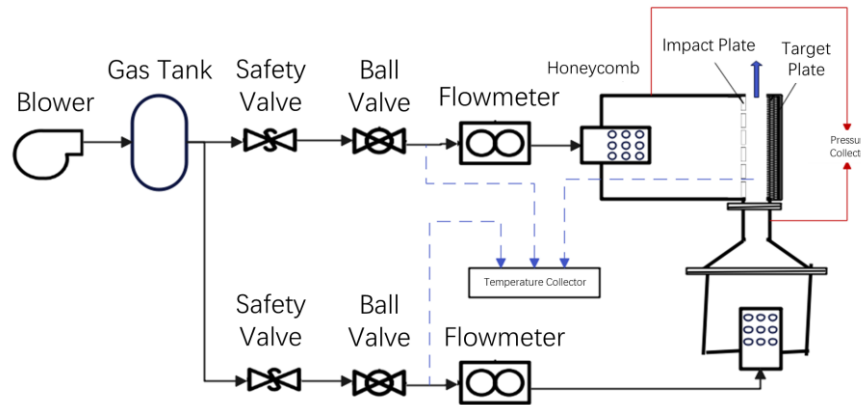 Blower
Gas Tank
Safety
Valve
Ball
Valve
Flowmeter
Honeycomb
Impact Plate
Target
Plate
Temperature Collector
Safety
Valve
Ball
Valve
Flowmeter